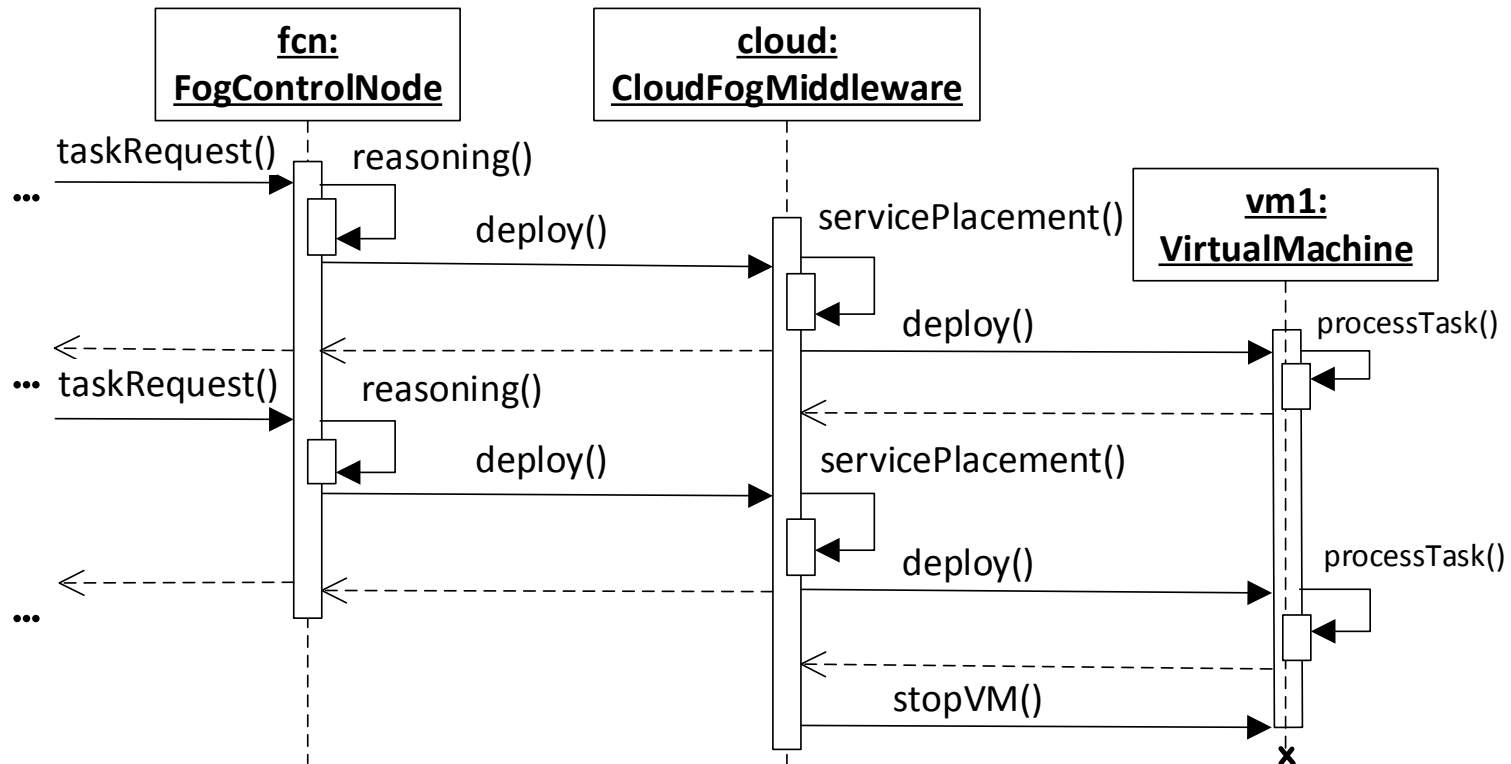 fcn:
FogControlNode
cloud:
CloudFogMiddleware
taskRequest()
reasoning()
...
servicePlacement()
vm1:
VirtualMachine
deploy()
deploy()
processTask()
...
taskRequest()
reasoning()
deploy()
servicePlacement()
deploy()
processTask()
...
stopVM()
x